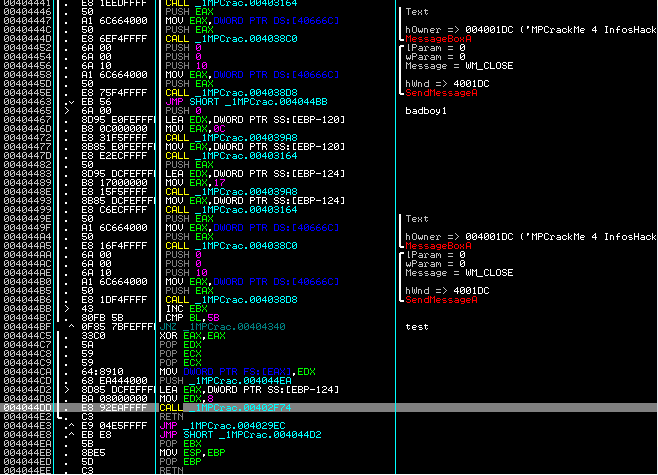 00404441 . E8 1EEDFFFF CALL _1MPCrac.00403164
00404446 . 50 PUSH EAX Text
00404447 . A1 6C664000 MOV EAX,DWORD PTR DS:[40666C]
0040444C . 50 PUSH EAX hOwner => 004001DC ('MPCrackMe 4 InfosHack
0040444D . E8 6EF4FFFF CALL _1MPCrac.004038C0 MessageBoxA
00404452 . 6A 00 PUSH 0 lParam = 0
00404454 . 6A 00 PUSH 0 wParam = 0
00404456 . 6A 10 PUSH 10 Message = WM_CLOSE
00404458 . A1 6C664000 MOV EAX,DWORD PTR DS:[40666C]
0040445D . 50 PUSH EAX hWnd => 4001DC
0040445E . E8 75F4FFFF CALL _1MPCrac.004038D8 SendMessageA
00404463 .v EB 56 JMP SHORT _1MPCrac.004044BB
00404465 > 6A 00 PUSH 0 badboy1
00404467 . 8D95 E0FEFFFF LEA EDX,DWORD PTR SS:[EBP-120]
0040446D . B8 0C000000 MOV EAX,0C
00404472 . E8 31F5FFFF CALL _1MPCrac.004039A8
00404477 . 8B85 E0FEFFFF MOV EAX,DWORD PTR SS:[EBP-120]
0040447D . E8 E2ECFFFF CALL _1MPCrac.00403164
00404482 . 50 PUSH EAX
00404483 . 8D95 DCFEFFFF LEA EDX,DWORD PTR SS:[EBP-124]
00404489 . B8 17000000 MOV EAX,17
0040448E . E8 15F5FFFF CALL _1MPCrac.004039A8
00404493 . 8B85 DCFEFFFF MOV EAX,DWORD PTR SS:[EBP-124]
00404499 . E8 C6ECFFFF CALL _1MPCrac.00403164
0040449E . 50 PUSH EAX Text
0040449F . A1 6C664000 MOV EAX,DWORD PTR DS:[40666C]
004044A4 . 50 PUSH EAX hOwner => 004001DC ('MPCrackMe 4 InfosHack
004044A5 . E8 16F4FFFF CALL _1MPCrac.004038C0 MessageBoxA
004044AA . 6A 00 PUSH 0 lParam = 0
004044AC . 6A 00 PUSH 0 wParam = 0
004044AE . 6A 10 PUSH 10 Message = WM_CLOSE
004044B0 . A1 6C664000 MOV EAX,DWORD PTR DS:[40666C]
004044B5 . 50 PUSH EAX hWnd => 4001DC
004044B6 . E8 1DF4FFFF CALL _1MPCrac.004038D8 SendMessageA
004044BB > 43 INC EBX
004044BC . 80FB 5B CMP BL,5B
004044BF .^ 0F85 7BFEFFFF JNZ _1MPCrac.00404340 test
004044C5 . 33C0 XOR EAX,EAX
004044C7 . 5A POP EDX
004044C8 . 59 POP ECX
004044C9 . 59 POP ECX
004044CA . 64:8910 MOV DWORD PTR FS:[EAX],EDX
004044CD . 68 EA444000 PUSH _1MPCrac.004044EA
004044D2 > 8D85 DCFEFFFF LEA EAX,DWORD PTR SS:[EBP-124]
004044D8 . BA 08000000 MOV EDX,8
004044DD . E8 92EAFFFF CALL _1MPCrac.00402F74
004044E2 . C3 RETN
004044E3 .^ E9 04E5FFFF JMP _1MPCrac.004029EC
004044E8 .^ EB E8 JMP SHORT _1MPCrac.004044D2
004044EA . 5B POP EBX
004044EB . 8BE5 MOV ESP,EBP
004044ED . 5D POP EBP
004044EE . C3 RETN